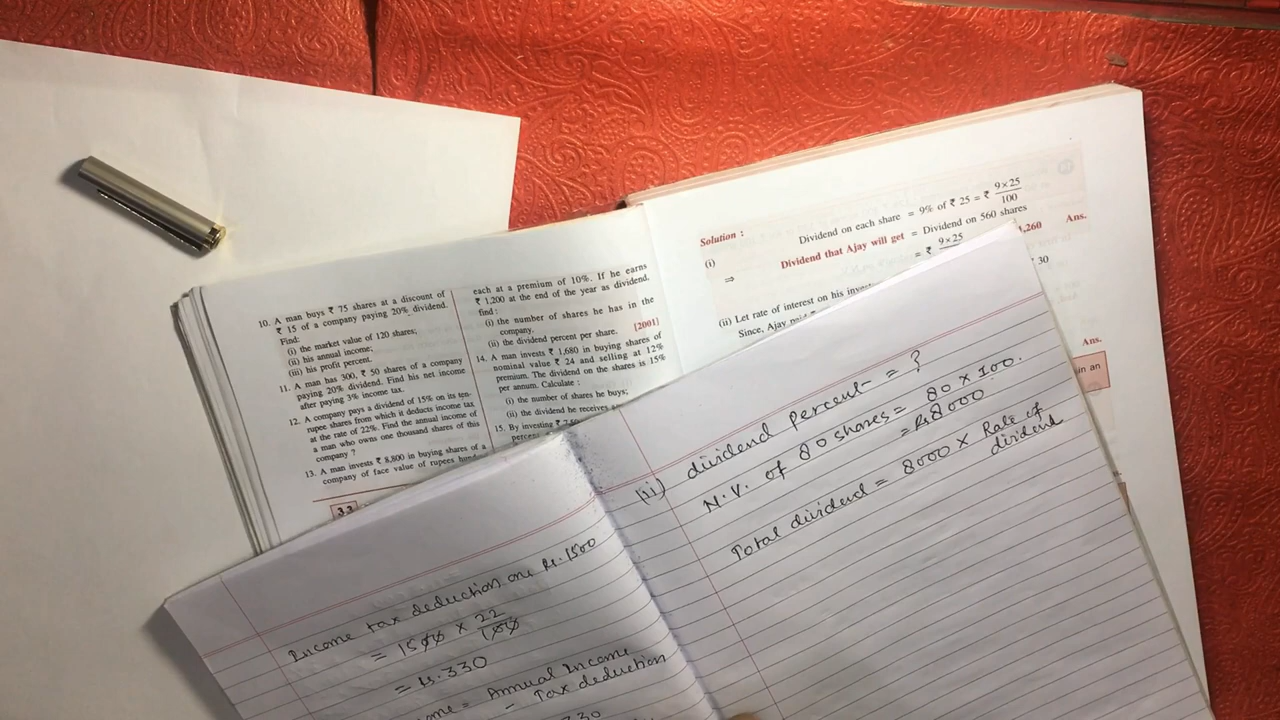 10. A man buys ₹ 75 shares at a discount of
₹ 15 of a company paying 20% dividend.
Find:
(i) the market value of 120 shares;
(ii) his annual income;
(iii) his profit percent.
11. A man has 300, ₹ 50 shares of a company
paying 20% dividend. Find his net income
after paying 3% income tax.
12. A company pays a dividend of 15% on its ten-
rupee shares from which it deducts income tax
at the rate of 22%. Find the annual income of
a man who owns one thousand shares of this
company ?
13. A man invests ₹ 8,800 in buying shares of a
company of face value of rupees
3.3
each at a premium of 10%. If he earns
₹ 1,200 at the end of the year as dividend,
find :
(i) the number of shares he has in the
company.
(ii) the dividend percent per share. [2001]
14. A man invests ₹ 1,680 in buying shares of
nominal value ₹ 24 and selling at 12%
premium. The dividend on the shares is 15%
per annum. Calculate :
(i) the number of shares he buys;
(ii) the dividend he receives
15. By investing ₹
Solution :
(i) Dividend on each share = 9% of ₹ 25 = ₹ 9×25/100
⇒ Dividend that Ajay will get = Dividend on 560 shares
= ₹ 9×25 1,260 Ans.
30
(ii) Let rate of interest on his
Since, Ajay
Ans.
in an
Income tax deduction on Rs. 1500
= 1500 × 22/100
= Rs. 330
= Annual Income
- Tax deduction
330
(ii) dividend percent = ?
N.V. of 80 shares = 80 × 100.
= Rs 8000
Total dividend = 8000 × Rate of
dividend